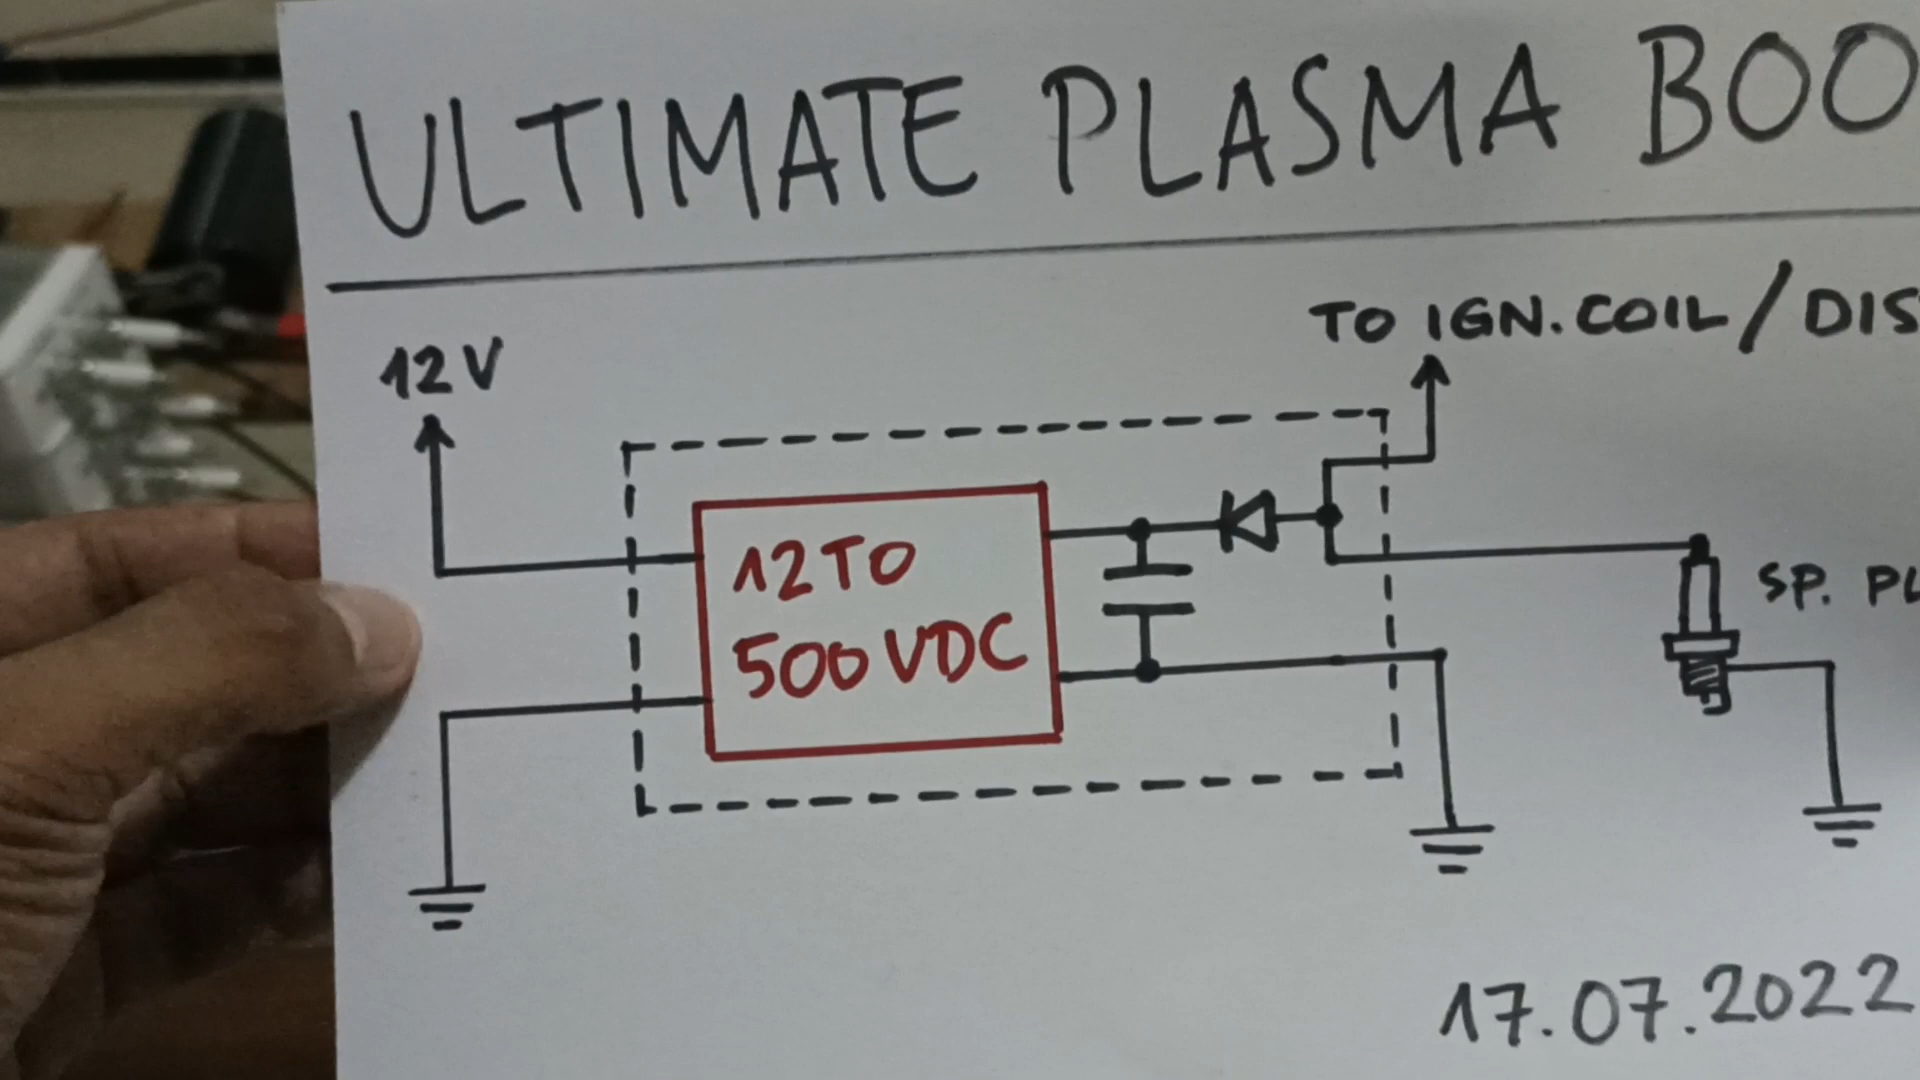 ULTIMATE PLASMA BOO
TO IGN. COIL / DIS
12V
12 TO
500 VDC
SP. PL
17.07.2022